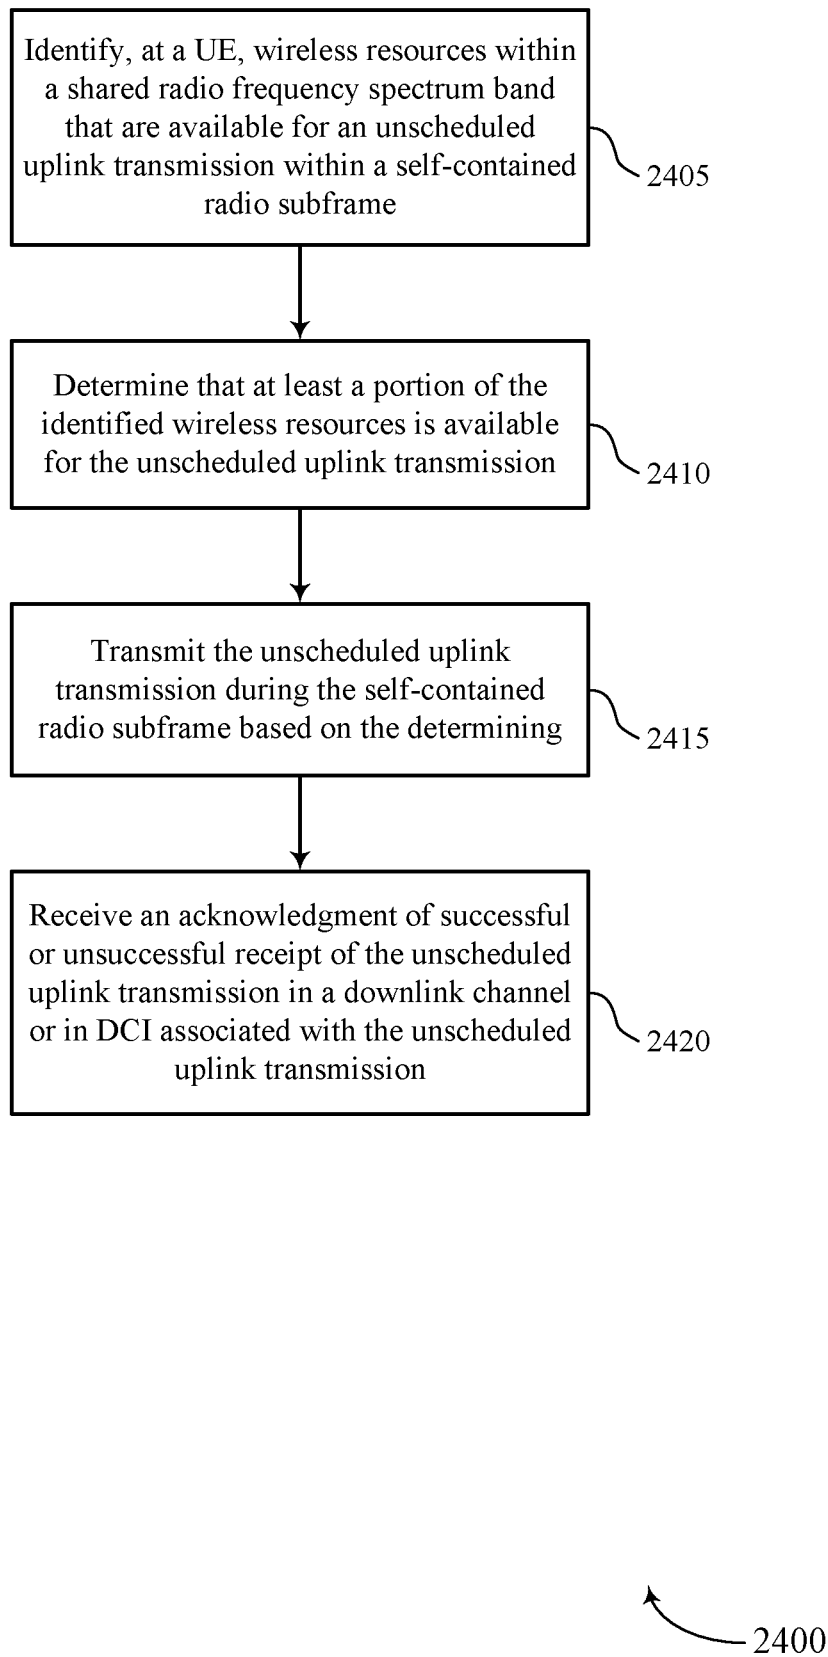 Identify, at a UE, wireless resources within
a shared radio frequency spectrum band
that are available for an unscheduled
uplink transmission within a self-contained
radio subframe
2405
Determine that at least a portion of the
identified wireless resources is available
for the unscheduled uplink transmission
2410
Transmit the unscheduled uplink
transmission during the self-contained
radio subframe based on the determining
2415
Receive an acknowledgment of successful
or unsuccessful receipt of the unscheduled
uplink transmission in a downlink channel
or in DCI associated with the unscheduled
uplink transmission
2420
2400